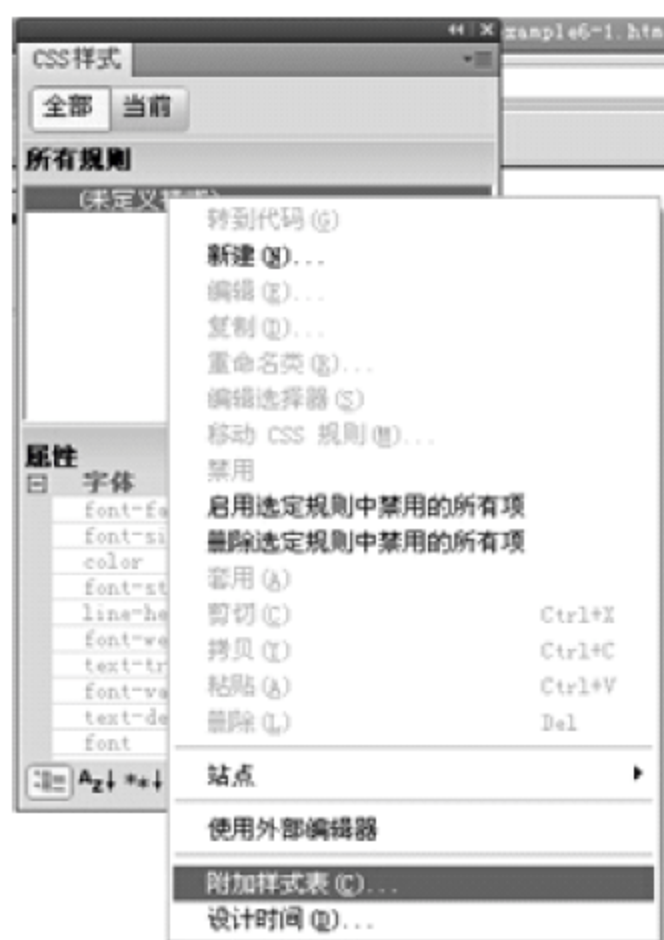 xample6-1.htm
CSS样式
全部 当前
所有规则
(未定义
转到代码(G)
新建(N)...
编辑(E)...
复制(D)...
重命名类(R)...
编辑选择器(S)
移动 CSS 规则(M)...
禁用
启用选定规则中禁用的所有项
删除选定规则中禁用的所有项
套用(A)
剪切(C) Ctrl+X
拷贝(Y) Ctrl+C
粘贴(A) Ctrl+V
删除(L) Del
站点
使用外部编辑器
附加样式表(C)...
设计时间(D)...
属性
字体
font-fa
font-si
color
font-st
line-he
font-we
text-tr
font-va
text-de
font
Az↓ **↓